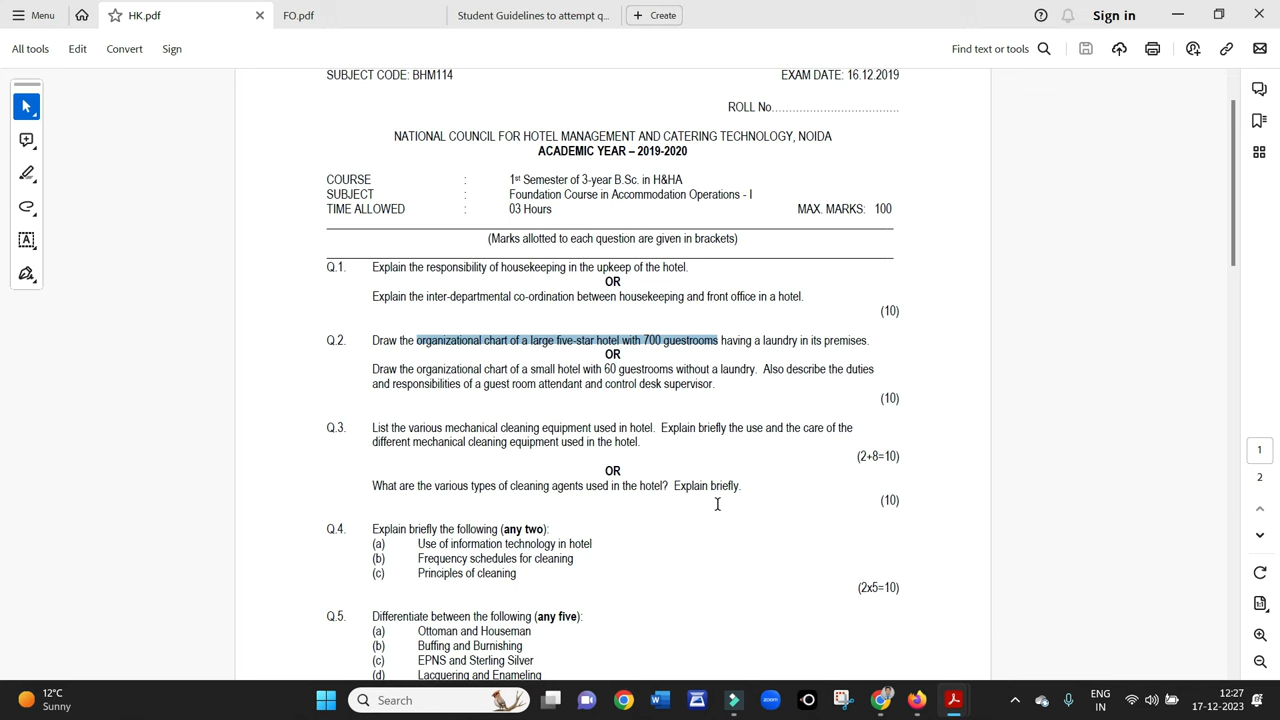 Menu HK.pdf FO.pdf Student Guidelines to attempt q... Create Sign in
All tools Edit Convert Sign Find text or tools
SUBJECT CODE: BHM114 EXAM DATE: 16.12.2019
ROLL No....................................
NATIONAL COUNCIL FOR HOTEL MANAGEMENT AND CATERING TECHNOLOGY, NOIDA
ACADEMIC YEAR – 2019-2020
COURSE : 1st Semester of 3-year B.Sc. in H&HA
SUBJECT : Foundation Course in Accommodation Operations - I
TIME ALLOWED : 03 Hours MAX. MARKS: 100
(Marks allotted to each question are given in brackets)
Q.1. Explain the responsibility of housekeeping in the upkeep of the hotel.
OR
Explain the inter-departmental co-ordination between housekeeping and front office in a hotel.
(10)
Q.2. Draw the organizational chart of a large five-star hotel with 700 guestrooms having a laundry in its premises.
OR
Draw the organizational chart of a small hotel with 60 guestrooms without a laundry. Also describe the duties
and responsibilities of a guest room attendant and control desk supervisor.
(10)
Q.3. List the various mechanical cleaning equipment used in hotel. Explain briefly the use and the care of the
different mechanical cleaning equipment used in the hotel.
(2+8=10)
OR
What are the various types of cleaning agents used in the hotel? Explain briefly.
(10)
Q.4. Explain briefly the following (any two):
(a) Use of information technology in hotel
(b) Frequency schedules for cleaning
(c) Principles of cleaning
(2x5=10)
Q.5. Differentiate between the following (any five):
(a) Ottoman and Houseman
(b) Buffing and Burnishing
(c) EPNS and Sterling Silver
(d) Lacquering and Enameling
1
2
12°C
Sunny
Search
zoom
ENG
IN
12:27
17-12-2023